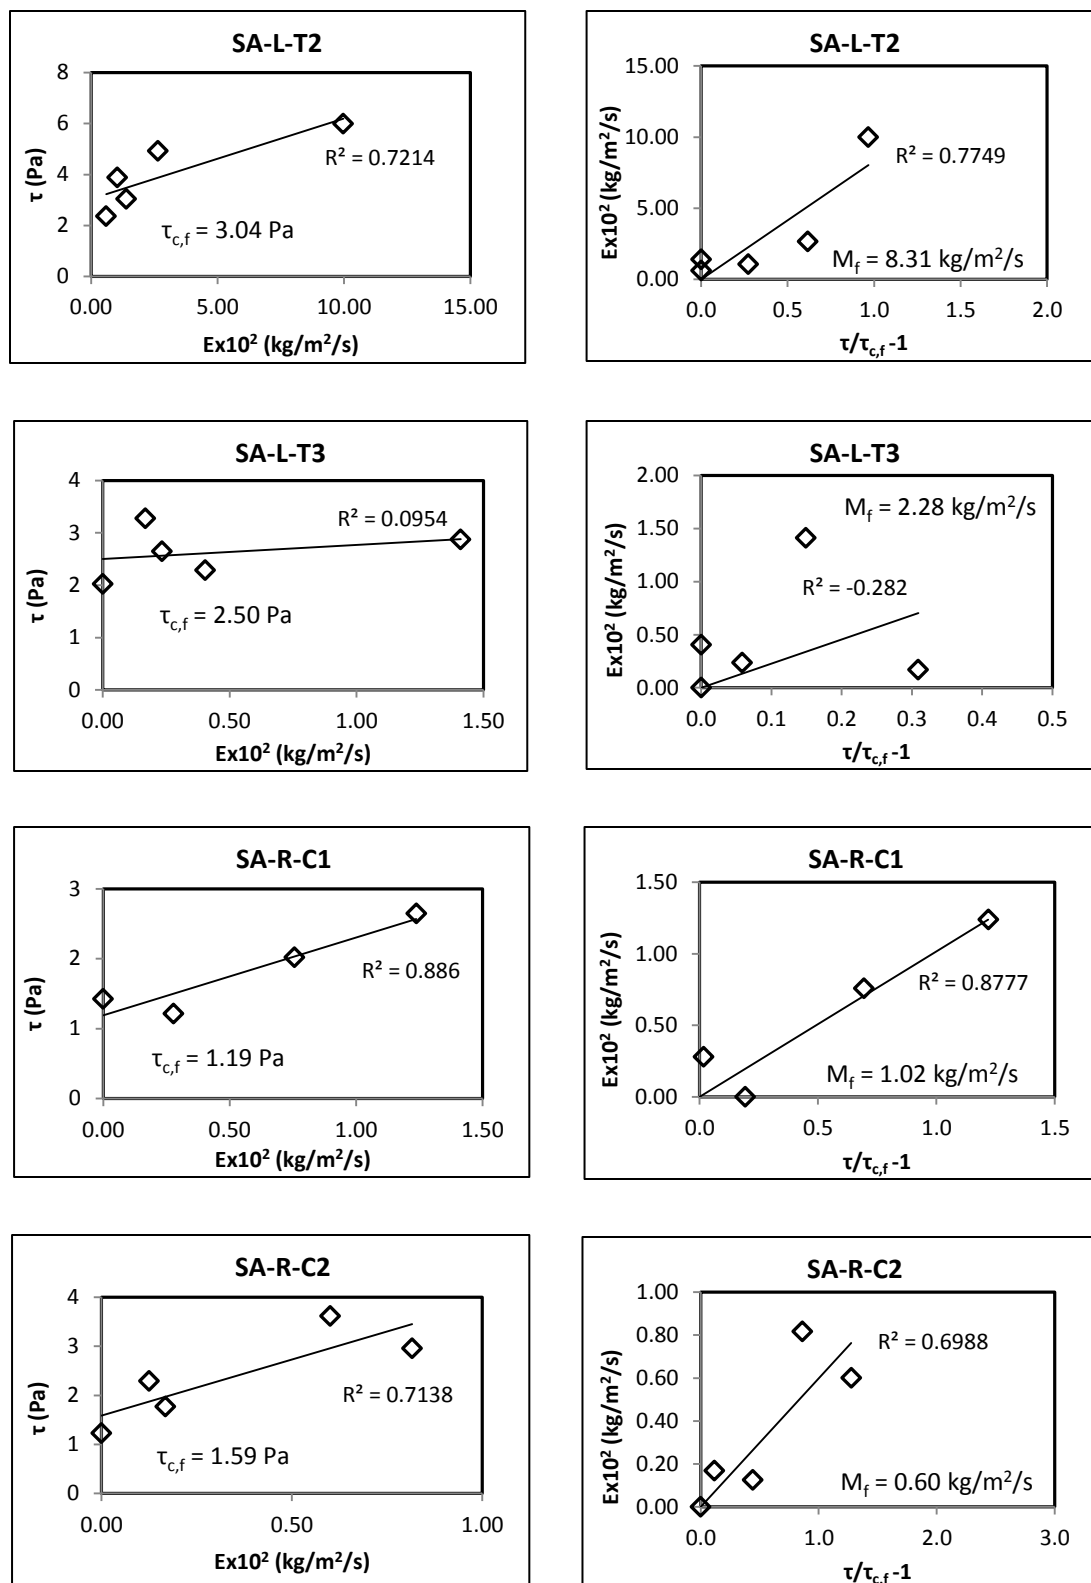 SA-L-T2
8
6
4
2
0
τ (Pa)
R² = 0.7214
τc,f = 3.04 Pa
0.00 5.00 10.00 15.00
Ex10² (kg/m²/s)
SA-L-T2
15.00
10.00
5.00
0.00
Ex10² (kg/m²/s)
R² = 0.7749
Mf = 8.31 kg/m²/s
0.0 0.5 1.0 1.5 2.0
τ/τc,f -1
SA-L-T3
4
3
2
1
0
τ (Pa)
R² = 0.0954
τc,f = 2.50 Pa
0.00 0.50 1.00 1.50
Ex10² (kg/m²/s)
SA-L-T3
2.00
1.50
1.00
0.50
0.00
Ex10² (kg/m²/s)
Mf = 2.28 kg/m²/s
R² = -0.282
0.0 0.1 0.2 0.3 0.4 0.5
τ/τc,f -1
SA-R-C1
3
2
1
0
τ (Pa)
R² = 0.886
τc,f = 1.19 Pa
0.00 0.50 1.00 1.50
Ex10² (kg/m²/s)
SA-R-C1
1.50
1.00
0.50
0.00
Ex10² (kg/m²/s)
R² = 0.8777
Mf = 1.02 kg/m²/s
0.0 0.5 1.0 1.5
τ/τc,f -1
SA-R-C2
4
3
2
1
0
τ (Pa)
R² = 0.7138
τc,f = 1.59 Pa
0.00 0.50 1.00
Ex10² (kg/m²/s)
SA-R-C2
1.00
0.80
0.60
0.40
0.20
0.00
Ex10² (kg/m²/s)
R² = 0.6988
Mf = 0.60 kg/m²/s
0.0 1.0 2.0 3.0
τ/τc,f -1